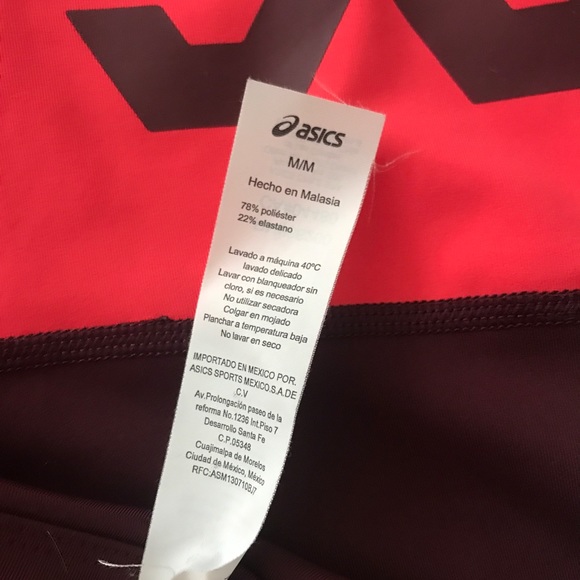 asics
M/M
Hecho en Malasia
78% poliéster
22% elastano
Lavado a máquina 40ºC
lavado delicado
Lavar con blanqueador sin
cloro, si es necesario
No utilizar secadora
Colgar en mojado
Planchar a temperatura baja
No lavar en seco
IMPORTADO EN MEXICO POR.
ASICS SPORTS MEXICO.S.A.DE
C.V
Av.Prolongación paseo de la
reforma No.1236 Int.Piso 7
Desarrollo Santa Fe
C.P.05348
Cuajimalpa de Morelos
Ciudad de México, México
RFC:ASM130710BJ7